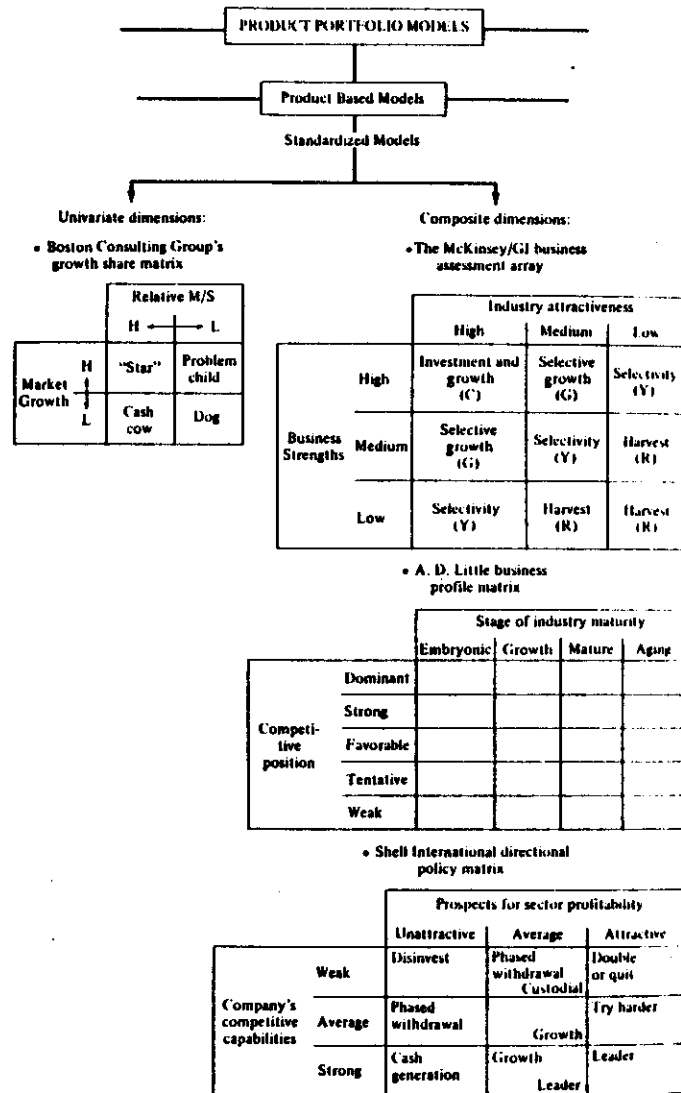 PRODUCT PORTFOLIO MODELS
Product Based Models
Standardized Models
Univariate dimensions:
• Boston Consulting Group's
growth share matrix
Relative M/S
H ⟷ L
Market
Growth
H
L
"Star"
Problem
child
Cash
cow
Dog
Composite dimensions:
• The McKinsey/GI business
assessment array
Industry attractiveness
High Medium Low
Business
Strengths
High
Investment and
growth
(C)
Selective
growth
(G)
Selectivity
(Y)
Medium
Selective
growth
(G)
Selectivity
(Y)
Harvest
(R)
Low
Selectivity
(Y)
Harvest
(R)
Harvest
(R)
• A. D. Little business
profile matrix
Stage of industry maturity
Embryonic Growth Mature Aging
Competi-
tive
position
Dominant
Strong
Favorable
Tentative
Weak
• Shell International directional
policy matrix
Prospects for sector profitability
Unattractive Average Attractive
Company's
competitive
capabilities
Weak
Disinvest
Phased
withdrawal
Custodial
Double
or quit
Average
Phased
withdrawal
Growth
Try harder
Strong
Cash
generation
Growth
Leader
Leader